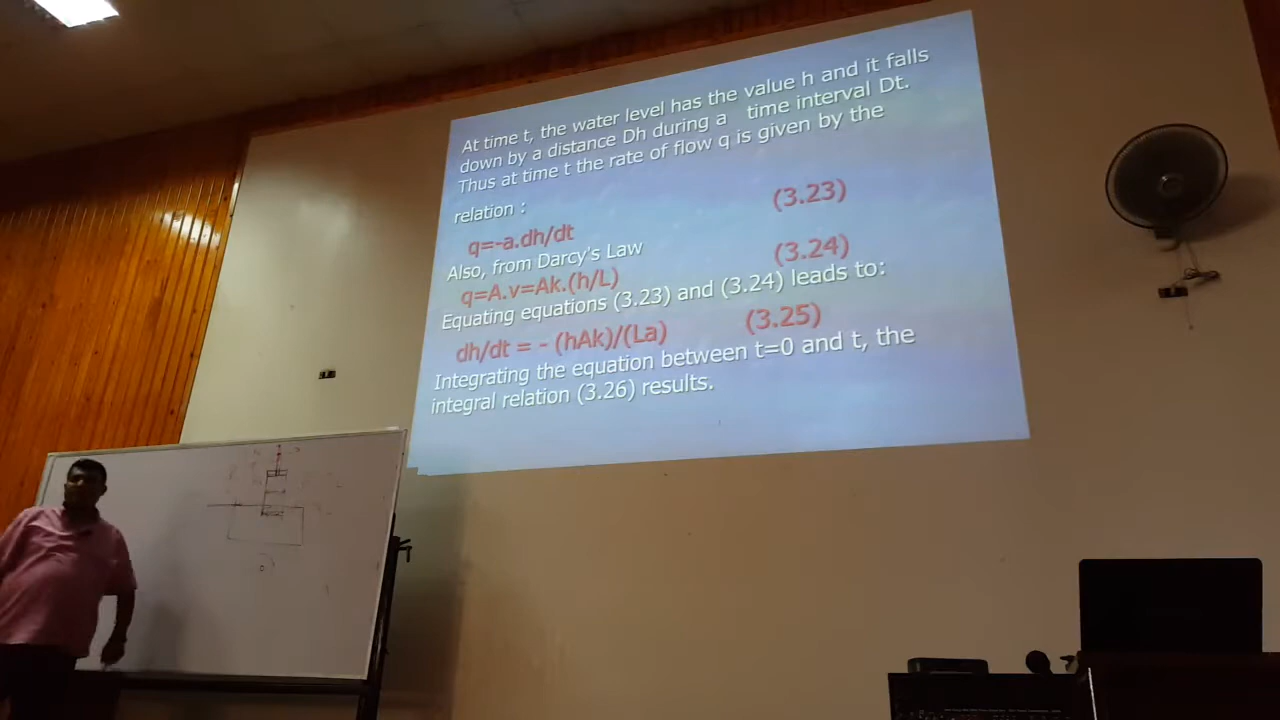 At time t, the water level has the value h and it falls
down by a distance Dh during a time interval Dt.
Thus at time t the rate of flow q is given by the
relation :
(3.23)
q=-a.dh/dt
Also, from Darcy's Law
(3.24)
q=A.v=Ak.(h/L)
Equating equations (3.23) and (3.24) leads to:
dh/dt = - (hAk)/(La) (3.25)
Integrating the equation between t=0 and t, the
integral relation (3.26) results.